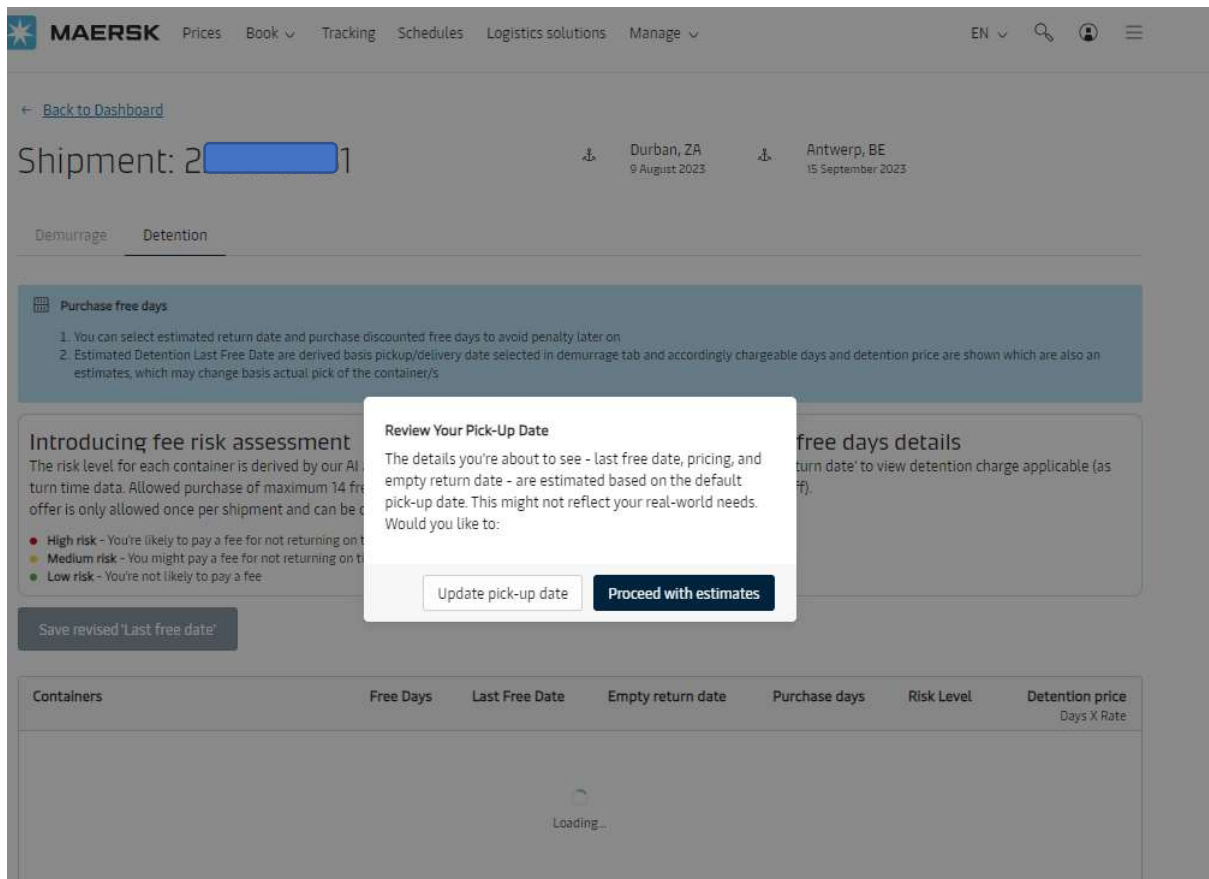 MAERSK Prices Book Tracking Schedules Logistics solutions Manage EN
← Back to Dashboard
Shipment: 2 1
Durban, ZA
9 August 2023
Antwerp, BE
15 September 2023
Demurrage Detention
Purchase free days
1. You can select estimated return date and purchase discounted free days to avoid penalty later on
2. Estimated Detention Last Free Date are derived basis pickup/delivery date selected in demurrage tab and accordingly chargeable days and detention price are shown which are also an
estimates, which may change basis actual pick of the container/s
Introducing fee risk assessment
The risk level for each container is derived by our AI
turn time data. Allowed purchase of maximum 14 fre
offer is only allowed once per shipment and can be
• High risk - You're likely to pay a fee for not returning on t
• Medium risk - You might pay a fee for not returning on ti
• Low risk - You're not likely to pay a fee
free days details
turn date' to view detention charge applicable (as
ff).
Review Your Pick-Up Date
The details you're about to see - last free date, pricing, and
empty return date - are estimated based on the default
pick-up date. This might not reflect your real-world needs.
Would you like to:
Update pick-up date Proceed with estimates
Save revised 'Last free date'
Containers Free Days Last Free Date Empty return date Purchase days Risk Level Detention price
Days X Rate
Loading...